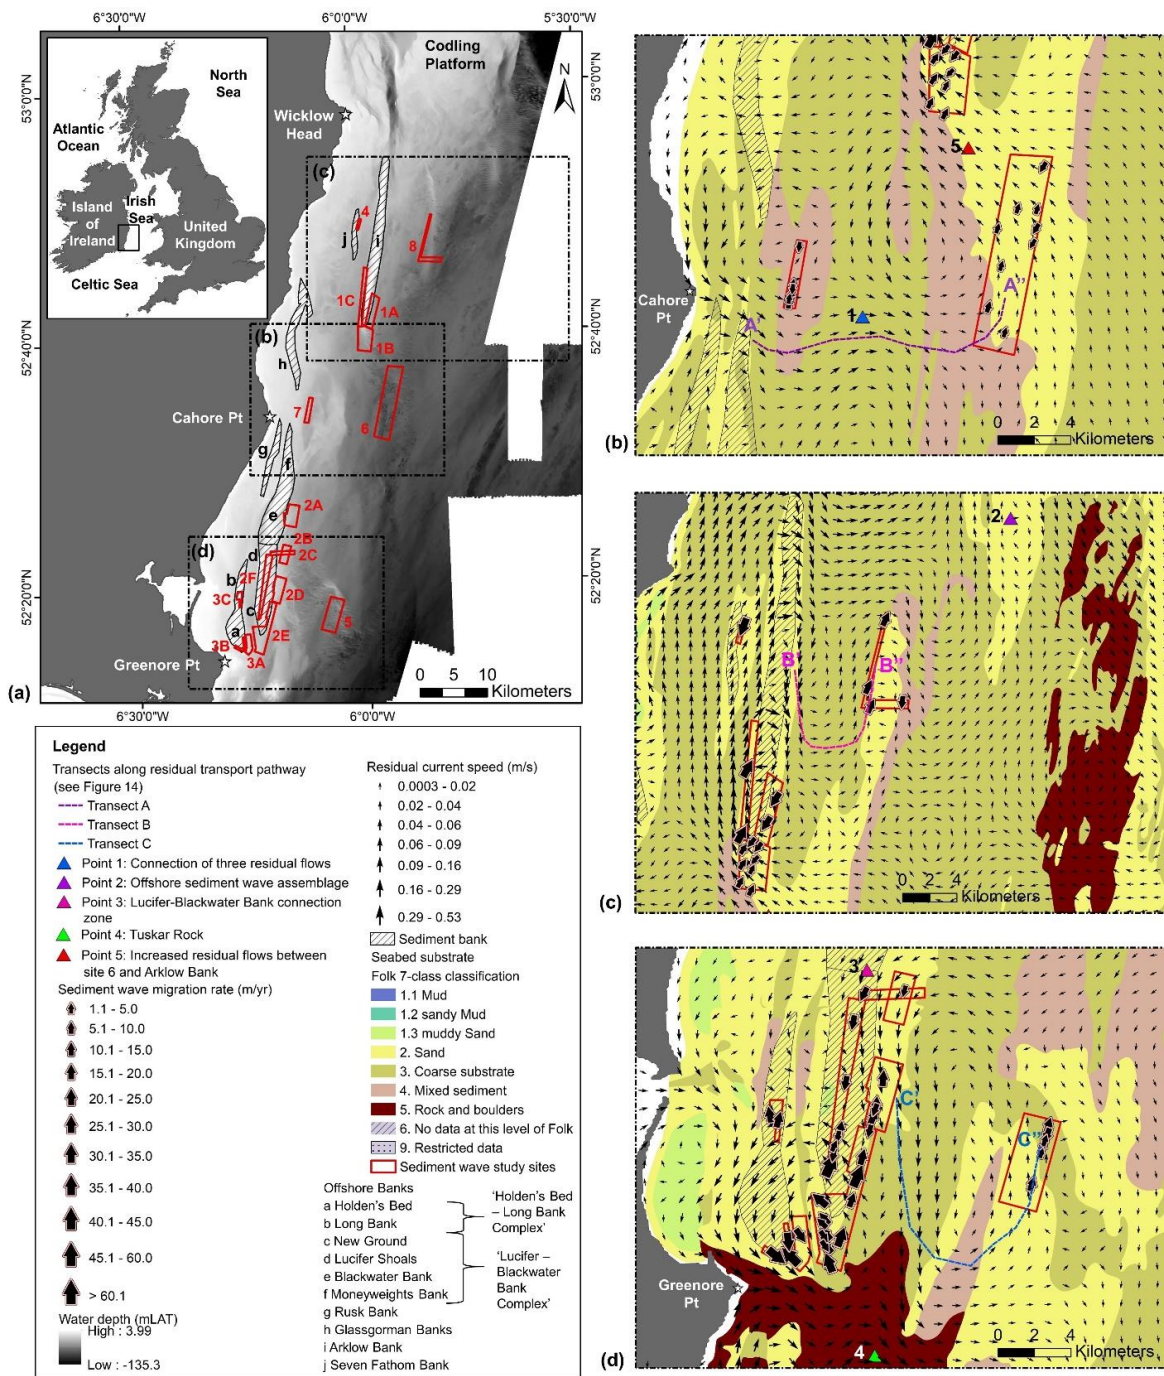 6°30'0"W 6°0'0"W 5°30'0"W
North Sea
Atlantic Ocean
Irish Sea
Island of Ireland
United Kingdom
Celtic Sea
Codling Platform
N
Wicklow Head
53°0'0"N
53°0'0"N
(c)
4
j
i
8
1C
1A
1B
52°40'0"N
52°40'0"N
(b)
h
7
6
Cahore Pt
g
f
e
2A
2B
2C
(d)
d
b
2F
3C
c
2D
5
52°20'0"N
52°20'0"N
a
2E
3B
3A
Greenore Pt
0 5 10
Kilometers
(a)
6°30'0"W 6°0'0"W
Legend
Transects along residual transport pathway
(see Figure 14)
Transect A
Transect B
Transect C
Point 1: Connection of three residual flows
Point 2: Offshore sediment wave assemblage
Point 3: Lucifer-Blackwater Bank connection
zone
Point 4: Tuskar Rock
Point 5: Increased residual flows between
site 6 and Arklow Bank
Sediment wave migration rate (m/yr)
1.1 - 5.0
5.1 - 10.0
10.1 - 15.0
15.1 - 20.0
20.1 - 25.0
25.1 - 30.0
30.1 - 35.0
35.1 - 40.0
40.1 - 45.0
45.1 - 60.0
> 60.1
Water depth (mLAT)
High : 3.99
Low : -135.3
Residual current speed (m/s)
0.0003 - 0.02
0.02 - 0.04
0.04 - 0.06
0.06 - 0.09
0.09 - 0.16
0.16 - 0.29
0.29 - 0.53
Sediment bank
Seabed substrate
Folk 7-class classification
1.1 Mud
1.2 sandy Mud
1.3 muddy Sand
2. Sand
3. Coarse substrate
4. Mixed sediment
5. Rock and boulders
6. No data at this level of Folk
9. Restricted data
Sediment wave study sites
Offshore Banks
a Holden's Bed
b Long Bank
c New Ground
d Lucifer Shoals
e Blackwater Bank
f Moneyweights Bank
g Rusk Bank
h Glassgorman Banks
i Arklow Bank
j Seven Fathom Bank
'Holden's Bed
– Long Bank
Complex'
'Lucifer –
Blackwater
Bank
Complex'
5
Cahore Pt
A'
1
A''
0 2 4
Kilometers
(b)
2
B'
B''
0 2 4
Kilometers
(c)
3
C'
C''
Greenore Pt
4
0 2 4
Kilometers
(d)